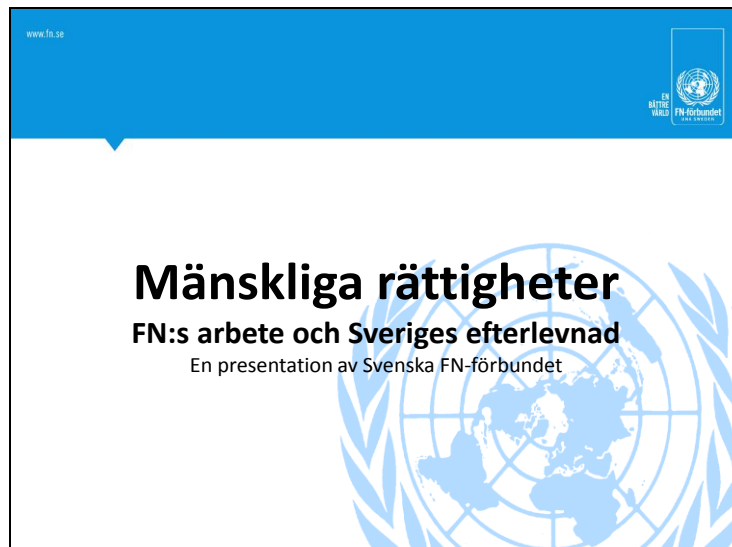 www.fn.se
EN
BÄTTRE
VÄRLD
FN-förbundet
UNA SWEDEN
Mänskliga rättigheter
FN:s arbete och Sveriges efterlevnad
En presentation av Svenska FN-förbundet